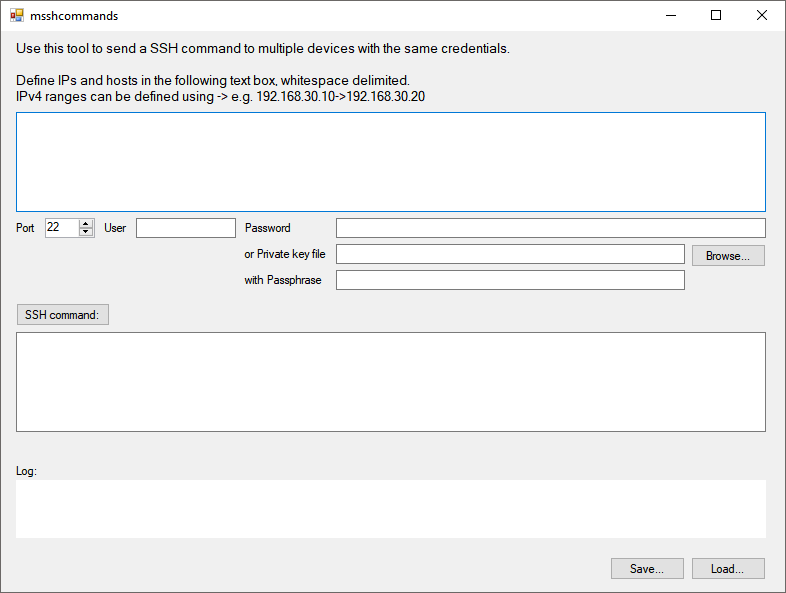 msshcommands
Use this tool to send a SSH command to multiple devices with the same credentials.
Define IPs and hosts in the following text box, whitespace delimited.
IPv4 ranges can be defined using -> e.g. 192.168.30.10->192.168.30.20
Port 22 User Password
or Private key file Browse...
with Passphrase
SSH command:
Log:
Save... Load...